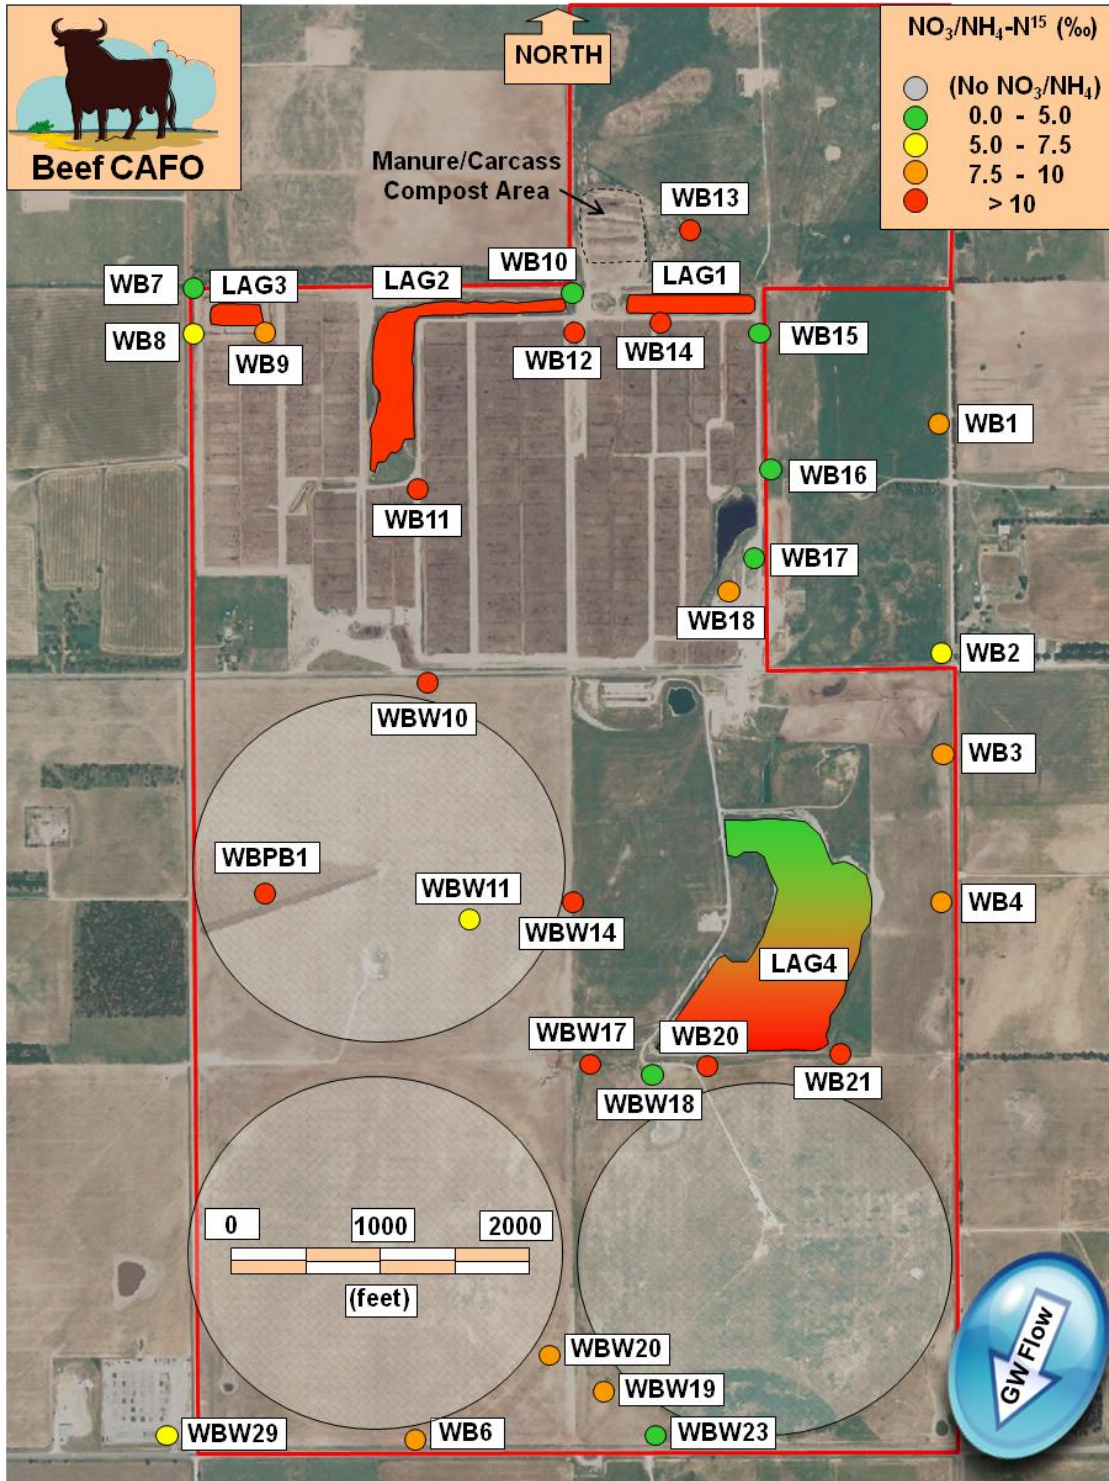 NORTH
Beef CAFO
NO₃/NH₄-N¹⁵ (‰)
(No NO₃/NH₄)
0.0 - 5.0
5.0 - 7.5
7.5 - 10
> 10
Manure/Carcass
Compost Area
WB13
WB10
WB7
LAG3
LAG2
LAG1
WB8
WB9
WB12
WB14
WB15
WB1
WB16
WB11
WB17
WB18
WB2
WBW10
WB3
WBPB1
WBW11
WBW14
WB4
LAG4
WBW17
WB20
WB21
WBW18
0 1000 2000
(feet)
GW Flow
WBW20
WBW19
WBW29
WB6
WBW23